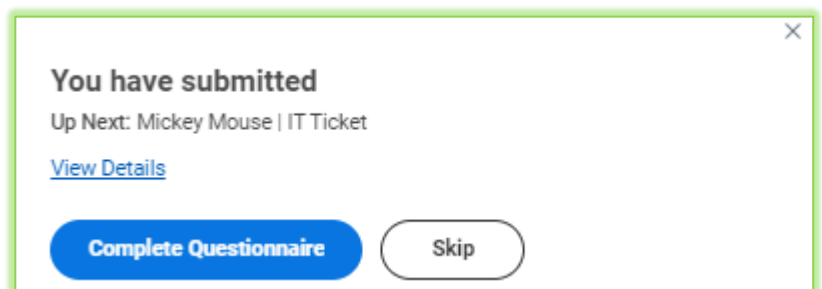 You have submitted
Up Next: Mickey Mouse | IT Ticket
View Details
Complete Questionnaire
Skip